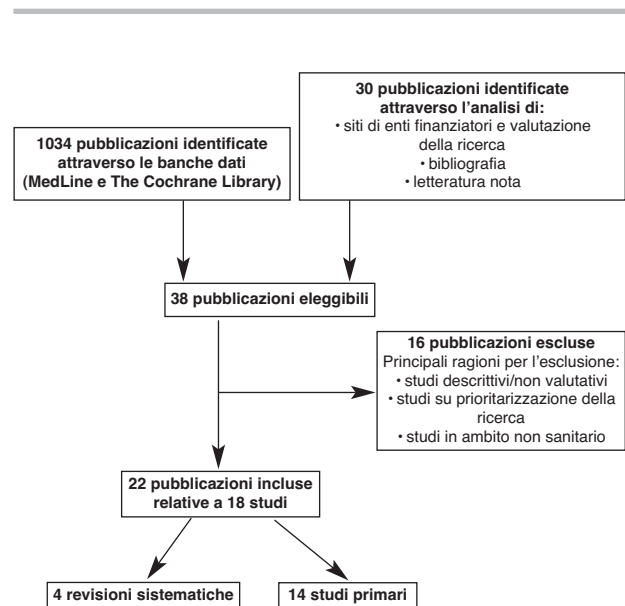 1034 pubblicazioni identificate
attraverso le banche dati
(MedLine e The Cochrane Library)
30 pubblicazioni identificate
attraverso l'analisi di:
• siti di enti finanziatori e valutazione
della ricerca
• bibliografia
• letteratura nota
38 pubblicazioni eleggibili
16 pubblicazioni escluse
Principali ragioni per l'esclusione:
• studi descrittivi/non valutativi
• studi su prioritarizzazione della
ricerca
• studi in ambito non sanitario
22 pubblicazioni incluse
relative a 18 studi
4 revisioni sistematiche
14 studi primari